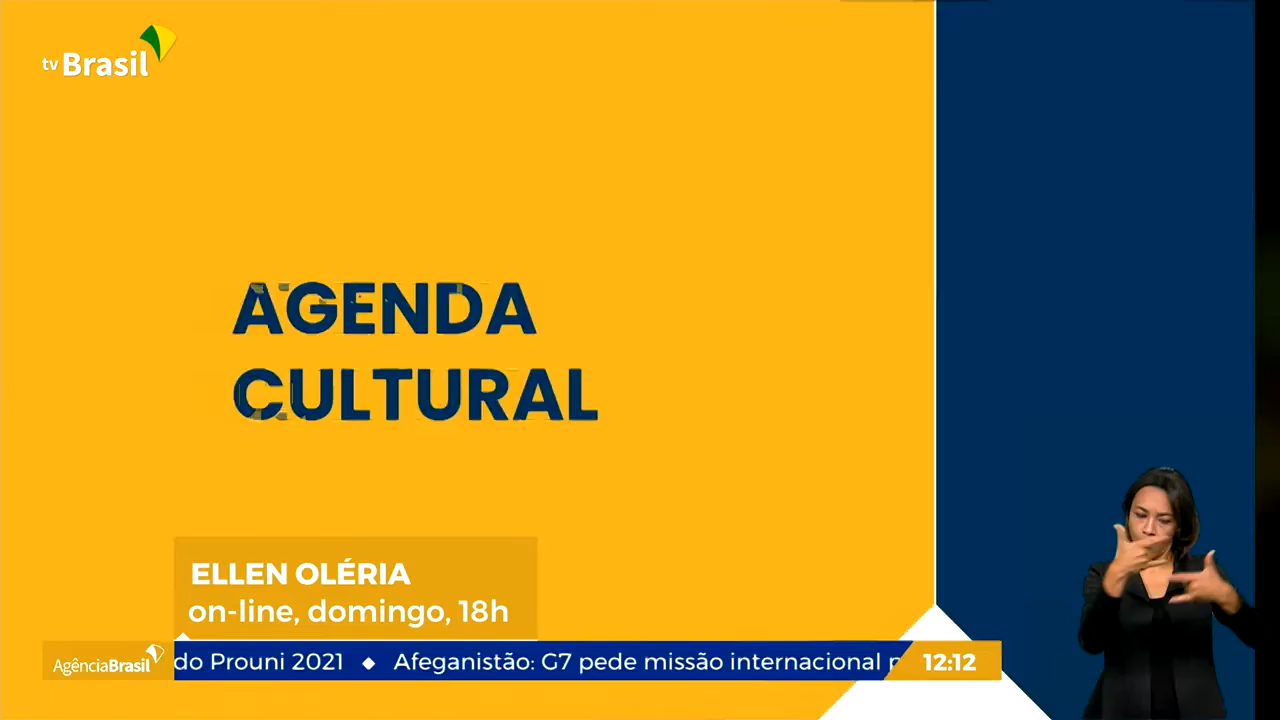 tv Brasil
AGENDA
CULTURAL
ELLEN OLÉRIA
on-line, domingo, 18h
AgênciaBrasil
do Prouni 2021 ◆ Afeganistão: G7 pede missão internacional
12:12